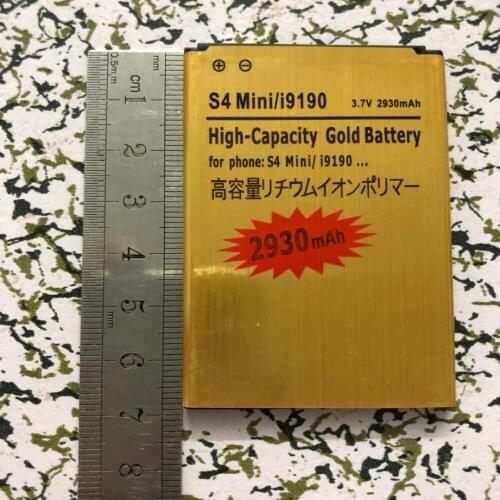 0.5mm
cm
1
2
3
4
5
6
7
8
⊕ ⊖
S4 Mini/i9190 3.7V 2930mAh
High-Capacity Gold Battery
for phone: S4 Mini/ i9190 ...
高容量リチウムイオンポリマー
2930mAh